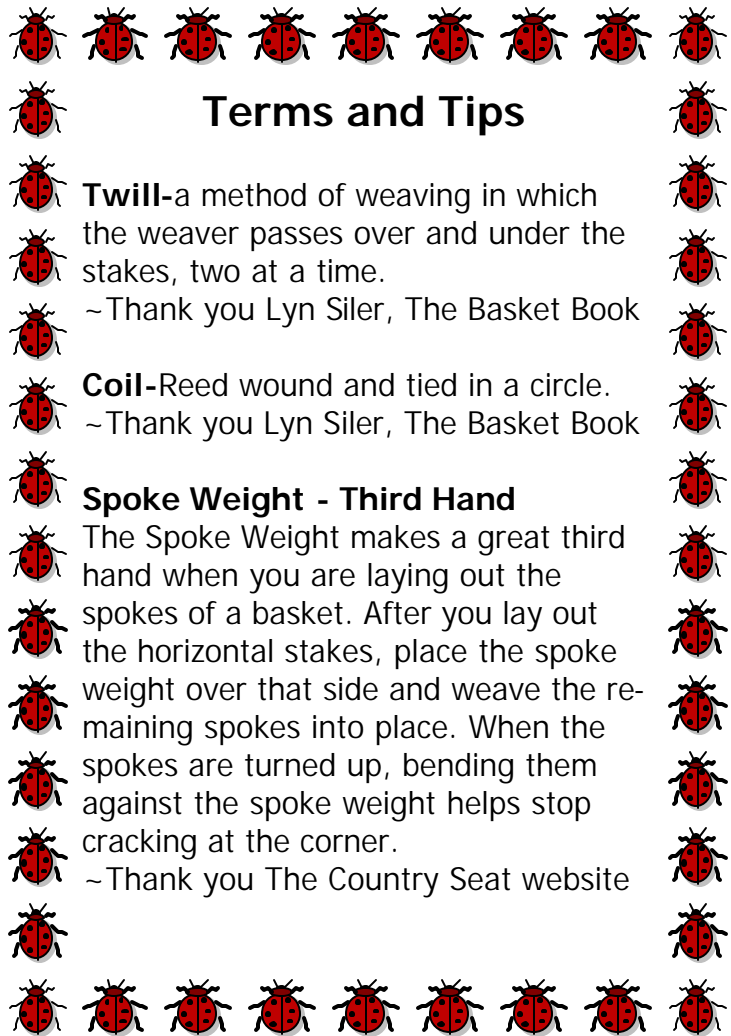 Terms and Tips
Twill-a method of weaving in which
the weaver passes over and under the
stakes, two at a time.
~Thank you Lyn Siler, The Basket Book
Coil-Reed wound and tied in a circle.
~Thank you Lyn Siler, The Basket Book
Spoke Weight - Third Hand
The Spoke Weight makes a great third
hand when you are laying out the
spokes of a basket. After you lay out
the horizontal stakes, place the spoke
weight over that side and weave the re-
maining spokes into place. When the
spokes are turned up, bending them
against the spoke weight helps stop
cracking at the corner.
~Thank you The Country Seat website